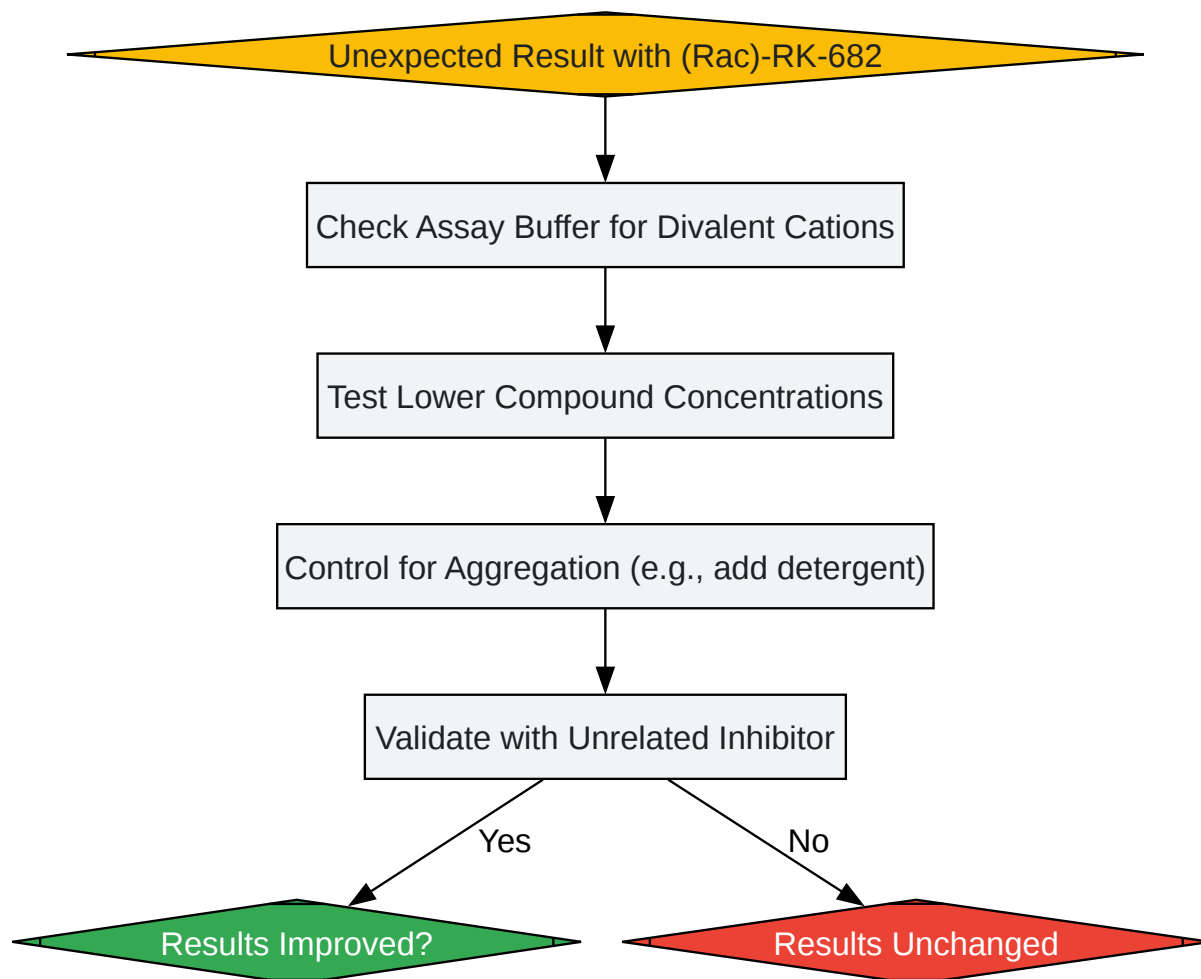 Unexpected Result with (Rac)-RK-682
Check Assay Buffer for Divalent Cations
Test Lower Compound Concentrations
Control for Aggregation (e.g., add detergent)
Validate with Unrelated Inhibitor
Yes
No
Results Improved?
Results Unchanged